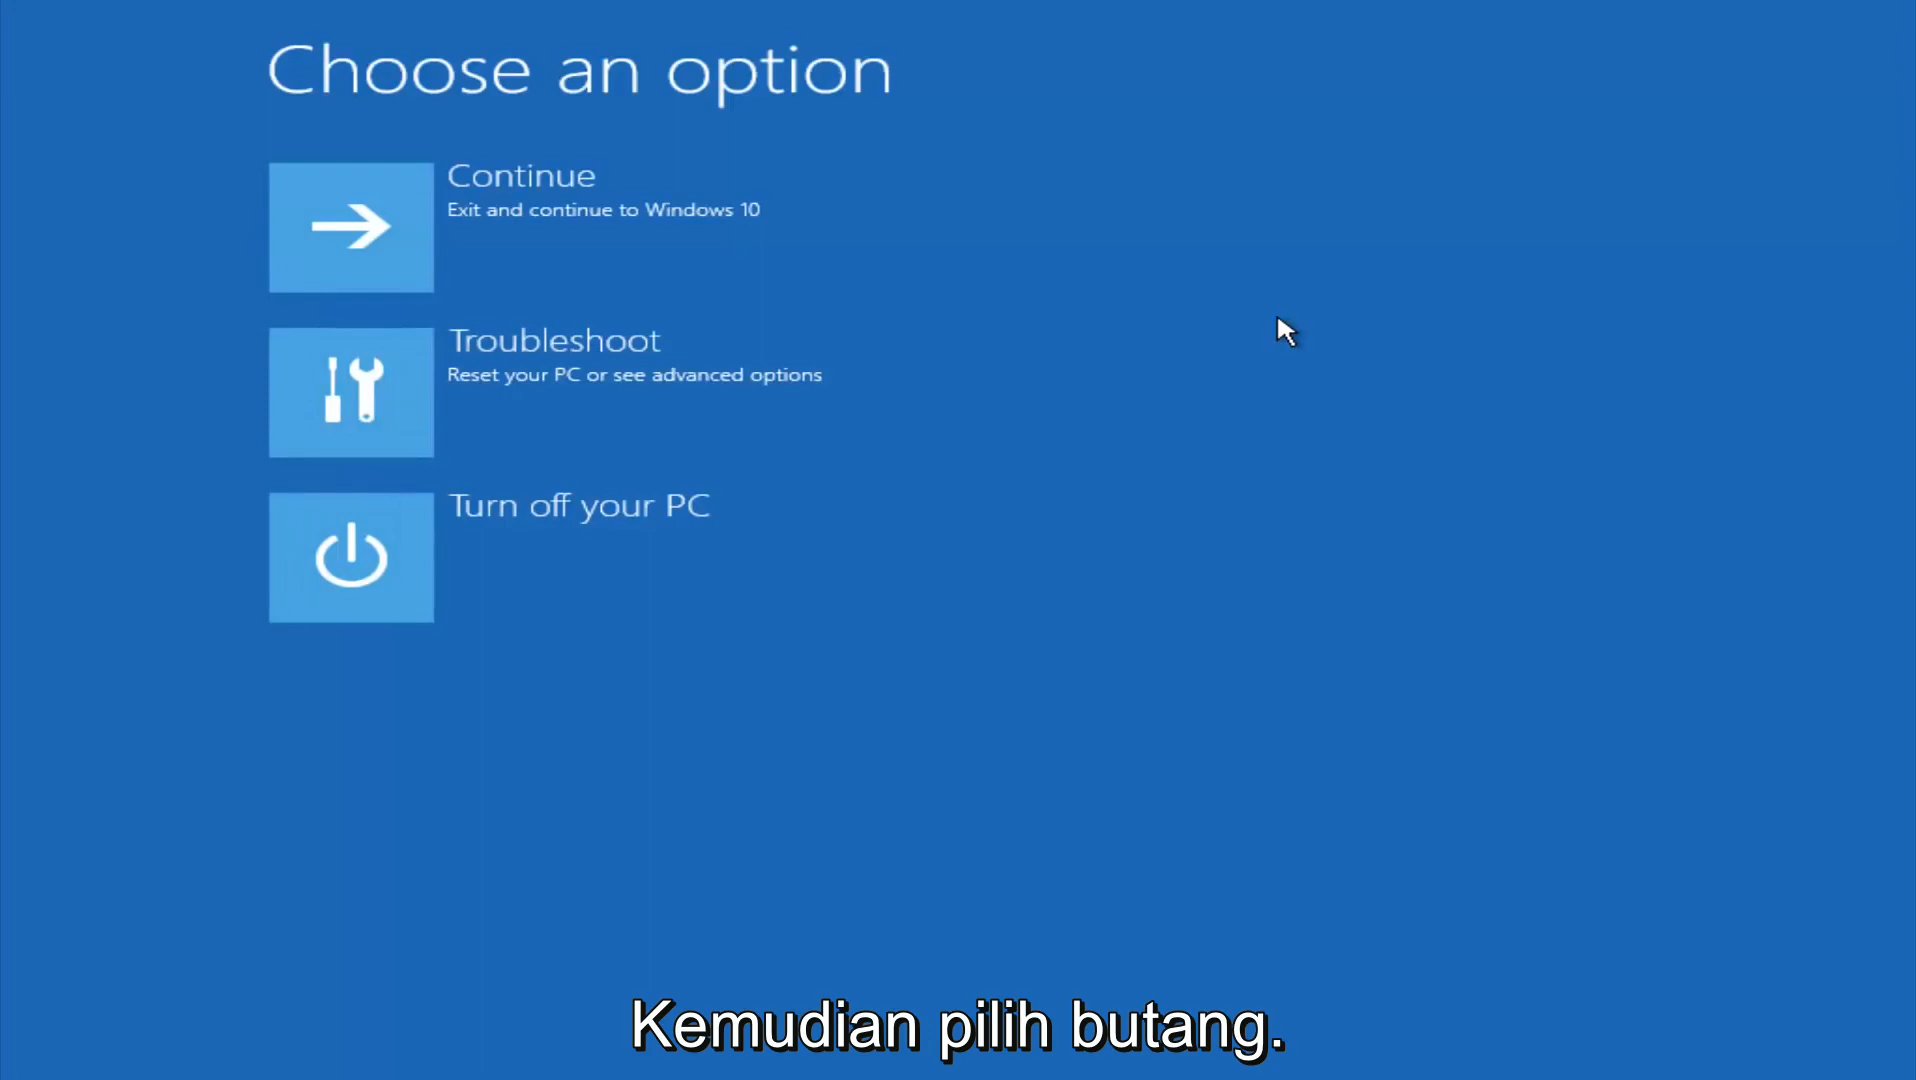 Choose an option
Continue
Exit and continue to Windows 10
Troubleshoot
Reset your PC or see advanced options
Turn off your PC
Kemudian pilih butang.